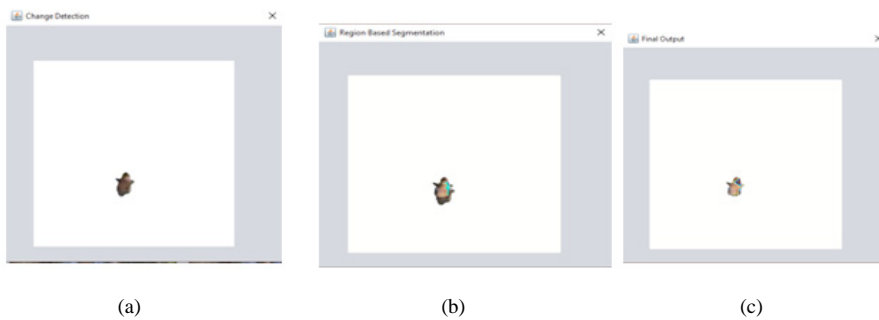 Change Detection
Region Based Segmentation
Final Output
(a)
(b)
(c)